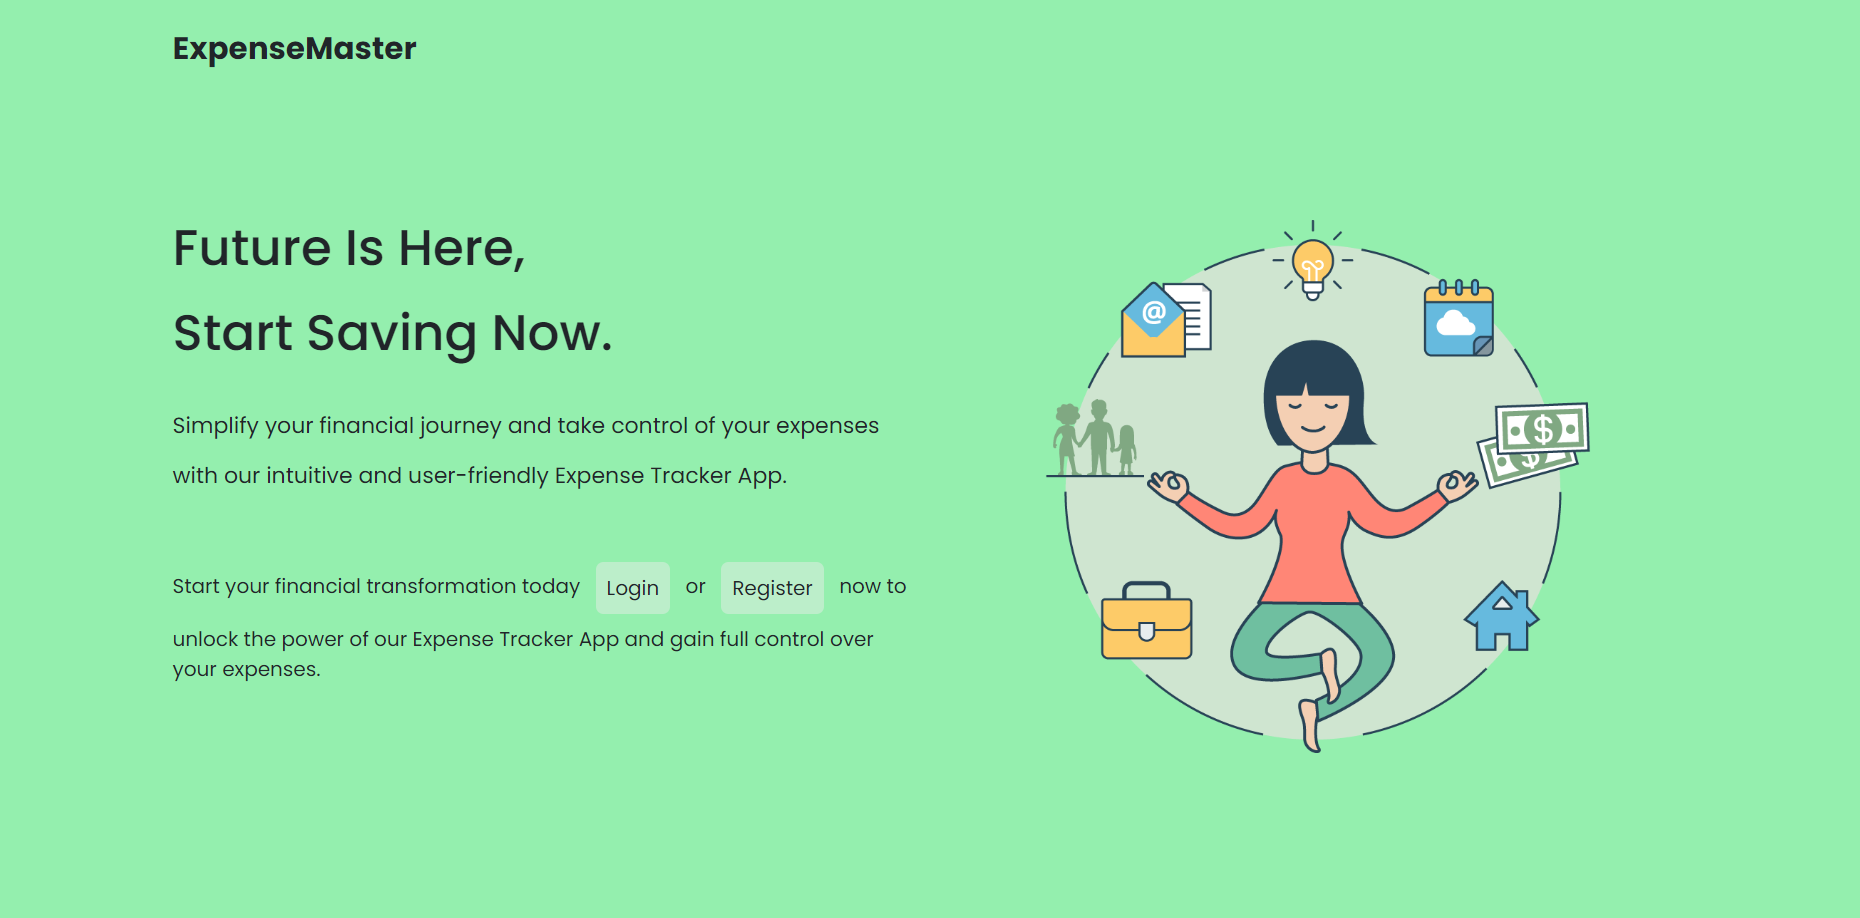 ExpenseMaster
Future Is Here,
Start Saving Now.
Simplify your financial journey and take control of your expenses
with our intuitive and user-friendly Expense Tracker App.
Start your financial transformation today Login or Register now to
unlock the power of our Expense Tracker App and gain full control over
your expenses.
@
$
$